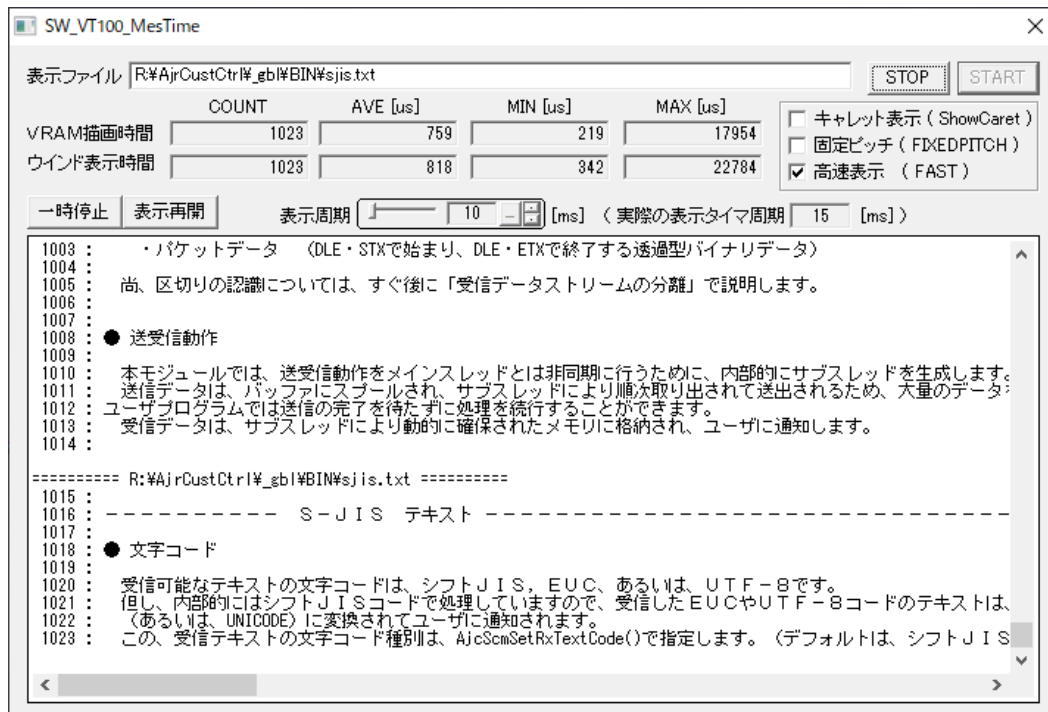 SW_VT100_MesTime
表示ファイル R:¥AjrCustCtrl¥_gbl¥BIN¥sjis.txt STOP START
COUNT AVE [us] MIN [us] MAX [us]
VRAM描画時間 1023 759 219 17954
ウインド表示時間 1023 818 342 22784
キャレット表示 ( ShowCaret )
固定ピッチ ( FIXEDPITCH )
高速表示 ( FAST )
一時停止 表示再開 表示周期 10 ... [ms] ( 実際の表示タイマ周期 15 [ms] )
1003 : ・パケットデータ （DLE・STXで始まり、DLE・ETXで終了する透過型バイナリデータ）
1004 :
1005 : 尚、区切りの認識については、すぐ後に「受信データストリームの分離」で説明します。
1006 :
1007 :
1008 : ● 送受信動作
1009 :
1010 : 本モジュールでは、送受信動作をメインスレッドとは非同期に行うために、内部的にサブスレッドを生成します。
1011 : 送信データは、バッファにスプールされ、サブスレッドにより順次取り出されて送出されるため、大量のデータ
1012 : ユーザプログラムでは送信の完了を待たずに処理を続行することができます。
1013 : 受信データは、サブスレッドにより動的に確保されたメモリに格納され、ユーザに通知します。
1014 :
========== R:¥AjrCustCtrl¥_gbl¥BIN¥sjis.txt ==========
1015 :
1016 : －－－－－－－－－－ Ｓ－ＪＩＳ テキスト －－－－－－－－－－－－－－－－－－－－－－－－－－－－
1017 :
1018 : ● 文字コード
1019 :
1020 : 受信可能なテキストの文字コードは、シフトＪＩＳ，ＥＵＣ、あるいは、ＵＴＦ－８です。
1021 : 但し、内部的にはシフトＪＩＳコードで処理していますので、受信したＥＵＣやＵＴＦ－８コードのテキストは、
1022 : （あるいは、UNICODE）に変換されてユーザに通知されます。
1023 : この、受信テキストの文字コード種別は、AjcScmSetRxTextCode()で指定します。（デフォルトは、シフトＪＩＳ